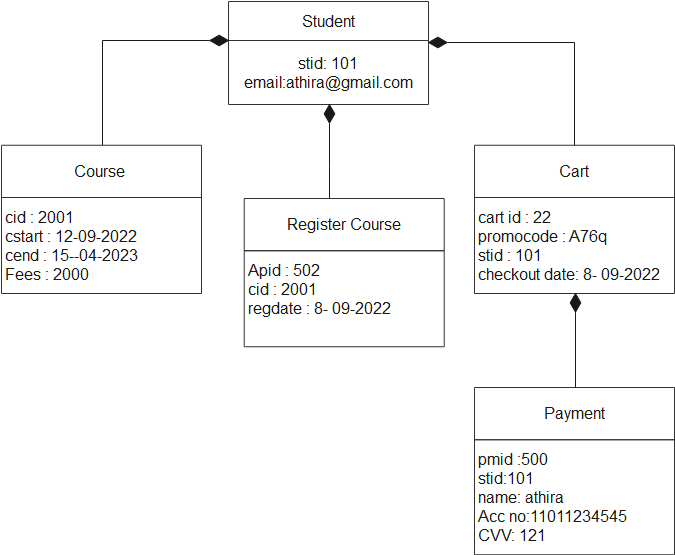 Student
stid: 101
email:athira@gmail.com
Course
cid : 2001
cstart : 12-09-2022
cend : 15--04-2023
Fees : 2000
Register Course
Apid : 502
cid : 2001
regdate : 8- 09-2022
Cart
cart id : 22
promocode : A76q
stid : 101
checkout date: 8- 09-2022
Payment
pmid :500
stid:101
name: athira
Acc no:11011234545
CVV: 121